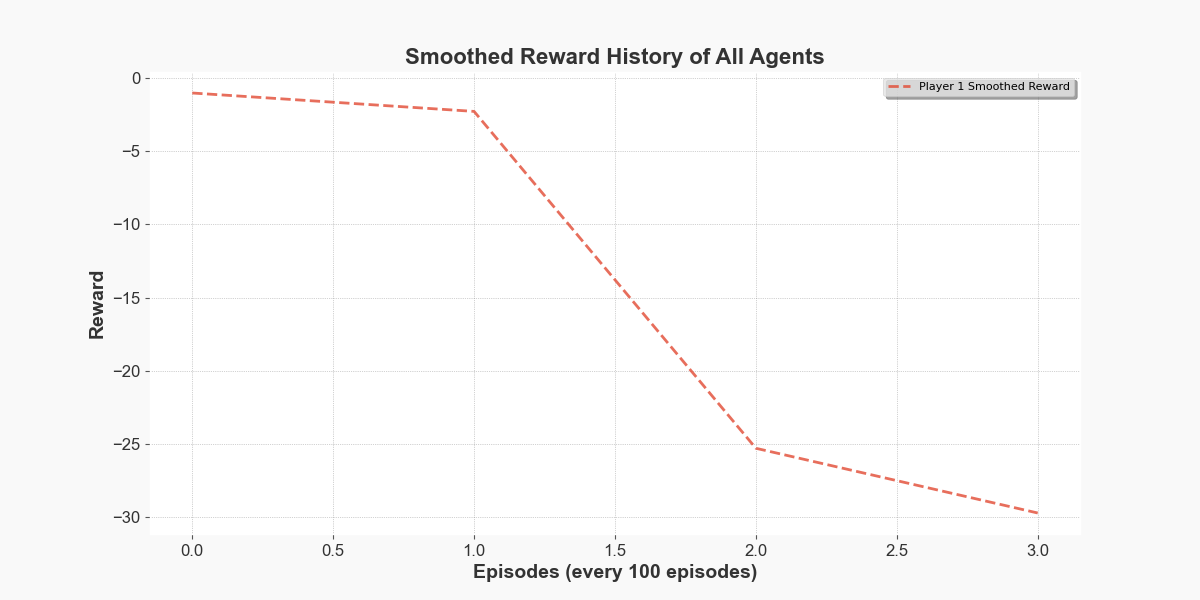 Smoothed Reward History of All Agents
Player 1 Smoothed Reward
0
−5
−10
−15
−20
−25
−30
Reward
0.0 0.5 1.0 1.5 2.0 2.5 3.0
Episodes (every 100 episodes)